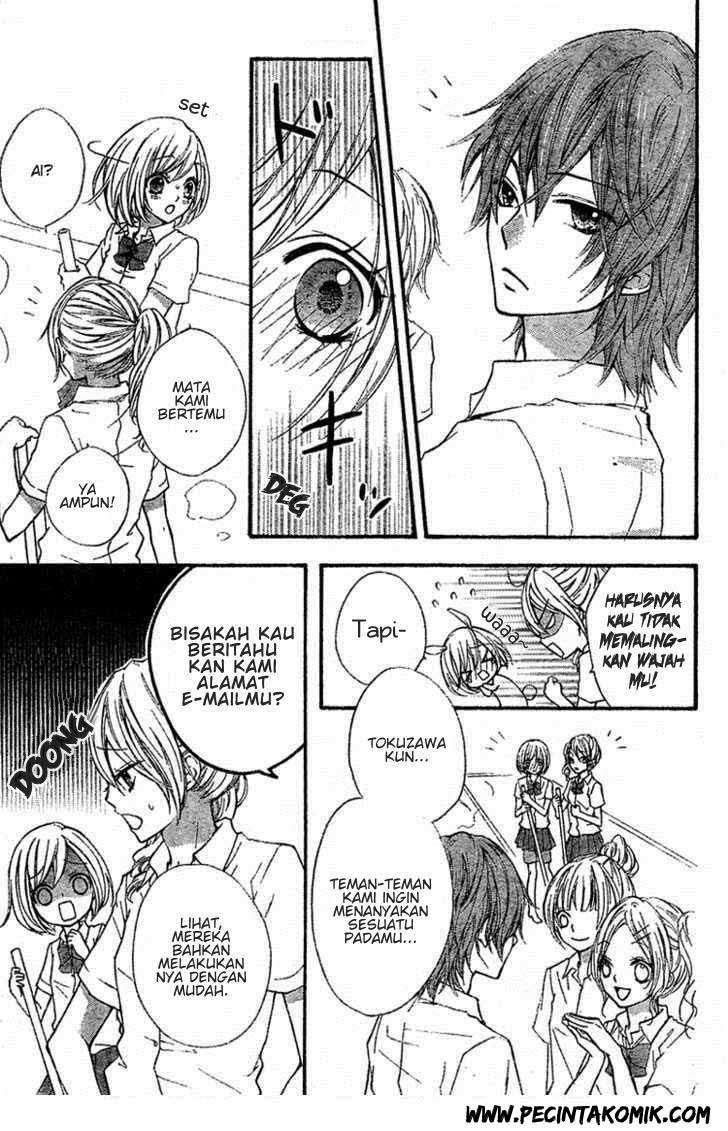 ド
キ
DEG
set
AI?
MATA
KAMI
BERTEMU
...
YA
AMPUN!
HARUSNYA
KAU TIDAK
MEMALING-
KAN WAJAH
MU!
waaa~
Tapi-
TOKUZAWA
KUN...
TEMAN-TEMAN
KAMI INGIN
MENANYAKAN
SESUATU
PADAMU...
BISAKAH KAU
BERITAHU
KAN KAMI
ALAMAT
E-MAILMU?
DOONG
LIHAT,
MEREKA
BAHKAN
MELAKUKAN
NYA DENGAN
MUDAH.
WWW.PECINTAKOMIK.COM